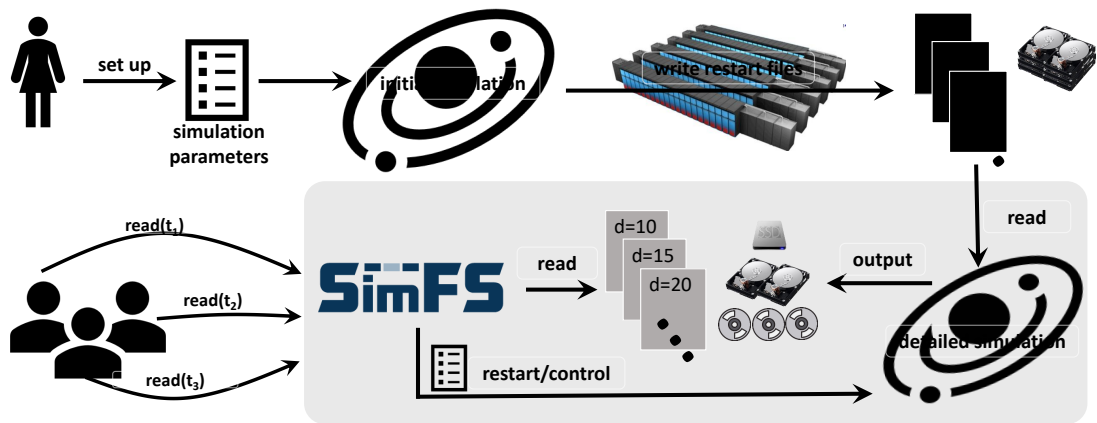 set up
simulation
parameters
initial simulation
write restart files
read(t₁)
read(t₂)
read(t₃)
SimFS
read
d=10
d=15
d=20
SSD
output
read
detailed simulation
restart/control